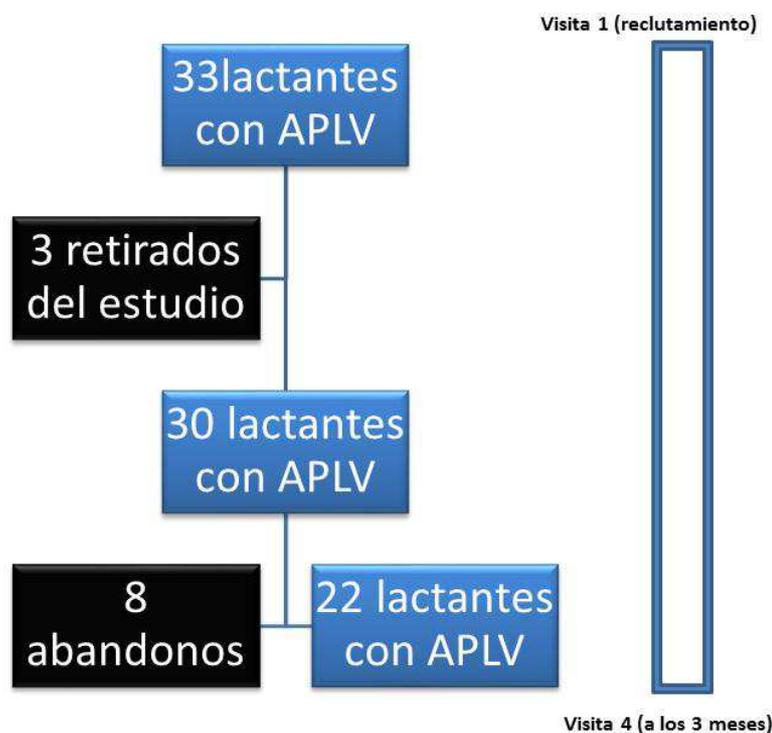 Visita 1 (reclutamiento)
33lactantes
con APLV
3 retirados
del estudio
30 lactantes
con APLV
8
abandonos
22 lactantes
con APLV
Visita 4 (a los 3 meses)